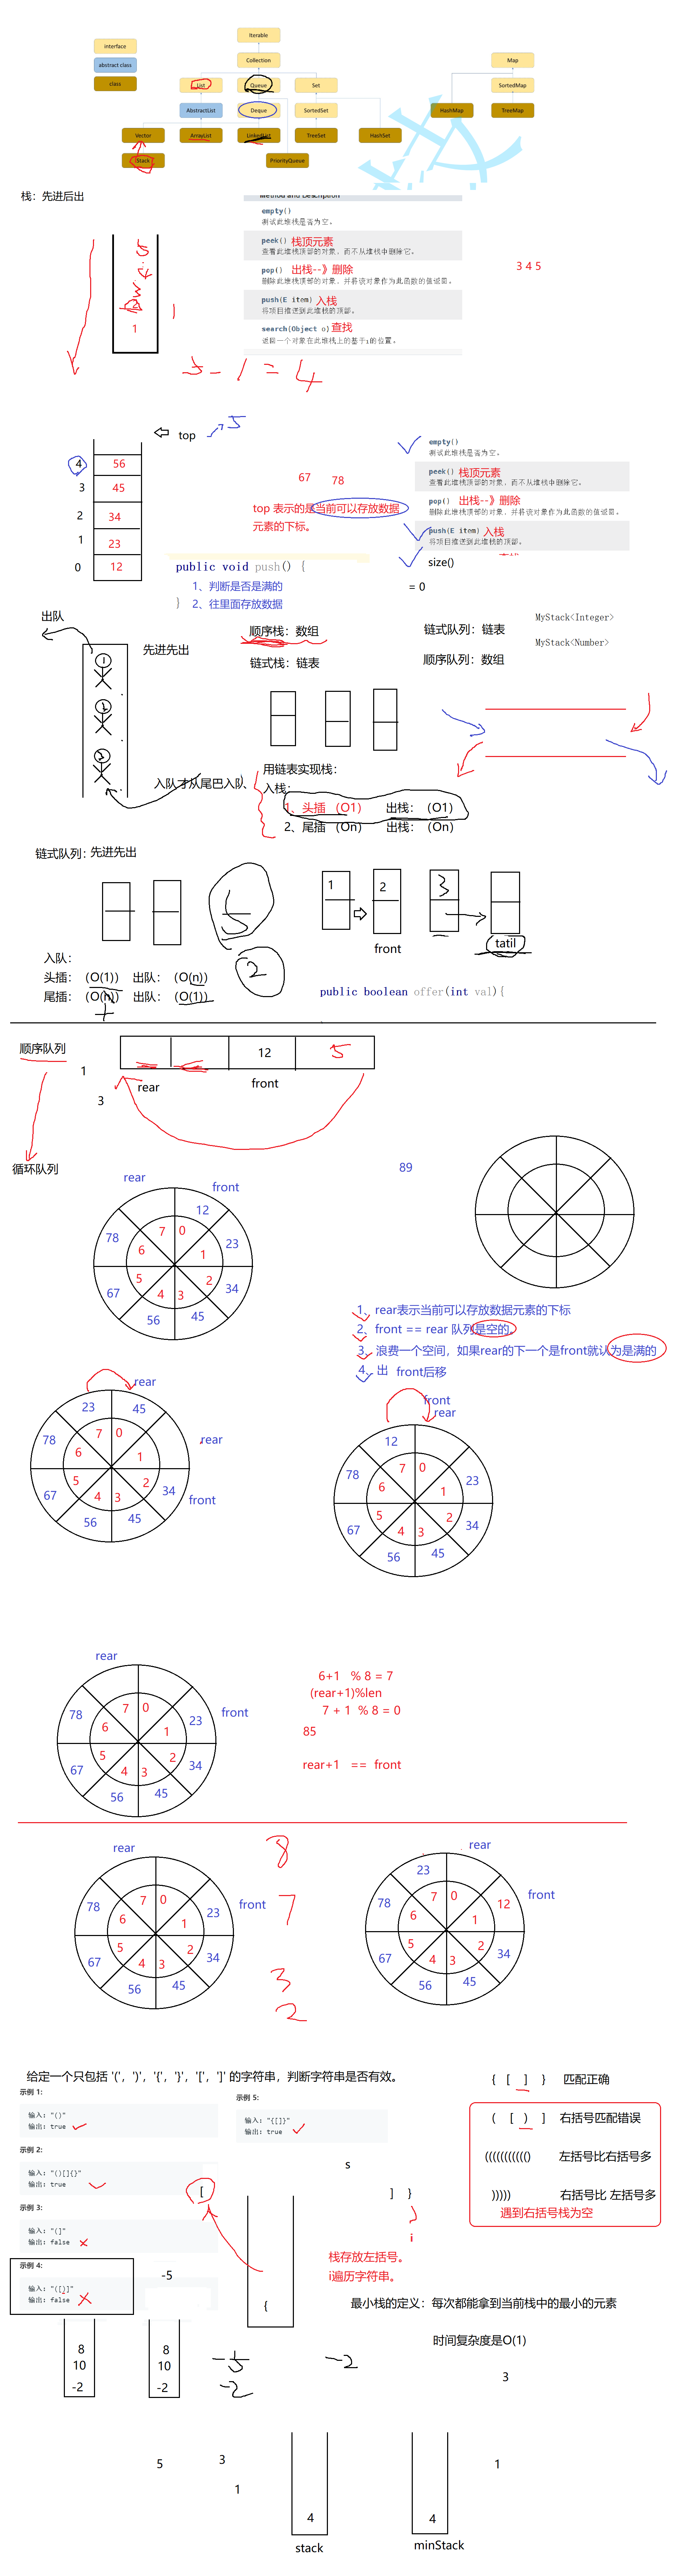 interface
abstract class
class
Iterable
Collection
List
Queue
Set
AbstractList
Deque
SortedSet
Vector
ArrayList
LinkedList
TreeSet
HashSet
Stack
PriorityQueue
Map
SortedMap
HashMap
TreeMap
栈：先进后出
Method and Description
empty()
测试此堆栈是否为空。
peek() 栈顶元素
查看此堆栈顶部的对象，而不从堆栈中删除它。
pop() 出栈--》删除
删除此堆栈顶部的对象，并将该对象作为此函数的值返回。
push(E item) 入栈
将项目推送到此堆栈的顶部。
search(Object o) 查找
返回一个对象在此堆栈上的基于1的位置。
3 4 5
1
5 - 1 = 4
top
5
4 56
3 45
2 34
1 23
0 12
67 78
top 表示的是当前可以存放数据
元素的下标。
public void push() {
1、判断是否是满的
} 2、往里面存放数据
empty()
测试此堆栈是否为空。
peek() 栈顶元素
查看此堆栈顶部的对象，而不从堆栈中删除它。
pop() 出栈--》删除
删除此堆栈顶部的对象，并将该对象作为此函数的值返回。
push(E item) 入栈
将项目推送到此堆栈的顶部。
size()
= 0
出队
先进先出
顺序栈：数组
链式栈：链表
链式队列：链表
顺序队列：数组
MyStack<Integer>
MyStack<Number>
入队才从尾巴入队
用链表实现栈：
入栈：
1、头插 （O1） 出栈：（O1）
2、尾插 （On） 出栈：（On）
链式队列：先进先出
5
2
1 2 3
front
tatil
入队：
头插：（O(1)） 出队：（O(n)）
尾插：（O(n)） 出队：（O(1)）
public boolean offer(int val){
顺序队列
1
3
12 5
rear
front
循环队列
rear
front
89
12 23 34 45 56 67 78
0 1 2 3 4 5 6 7
1、rear表示当前可以存放数据元素的下标
2、front == rear 队列是空的。
3、浪费一个空间，如果rear的下一个是front就认为是满的
4、出 front后移
rear
23 45
78
rear
67
34 front
56 45
0 1 2 3 4 5 6 7
front
rear
12
78 23
67 34
56 45
0 1 2 3 4 5 6 7
rear
front
78 23
67 34
56 45
0 1 2 3 4 5 6 7
6+1 % 8 = 7
(rear+1)%len
7 + 1 % 8 = 0
85
rear+1 == front
rear
front
78 23
67 34
56 45
0 1 2 3 4 5 6 7
8
7
3
2
rear
front
23
78 12
67 34
56 45
0 1 2 3 4 5 6 7
给定一个只包括 '('，')'，'{'，'}'，'['，']' 的字符串，判断字符串是否有效。
示例 1:
输入: "()"
输出: true
示例 2:
输入: "()[]{}"
输出: true
示例 3:
输入: "(]"
输出: false
示例 4:
输入: "([)]"
输出: false
示例 5:
输入: "{[]}"
输出: true
{ [ ] } 匹配正确
( [ ) ] 右括号匹配错误
((((((((((() 左括号比右括号多
))))) 右括号比 左括号多
遇到右括号栈为空
s
[
] }
i
{
栈存放左括号。
i遍历字符串。
-5
最小栈的定义：每次都能拿到当前栈中的最小的元素
时间复杂度是O(1)
8
10
-2
8
10
-2
-5
-2
-2
3
5
3
1
1
4
stack
4
minStack